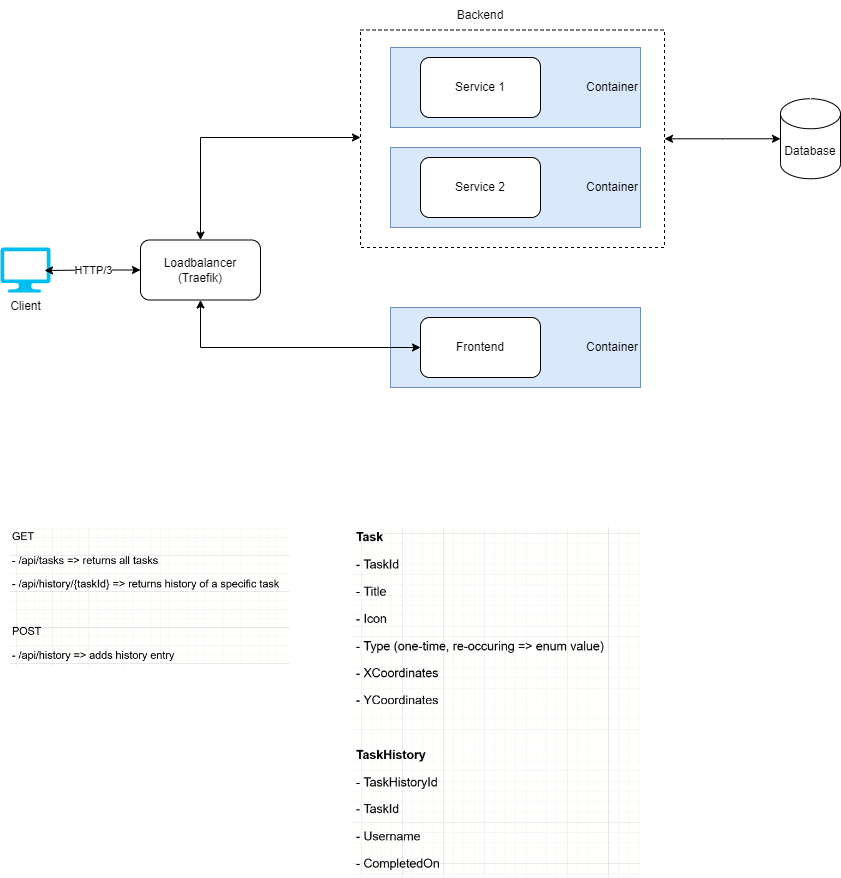 Backend
Service 1
Container
Service 2
Container
Database
Loadbalancer
(Traefik)
HTTP/3
Client
Frontend
Container
GET
- /api/tasks => returns all tasks
- /api/history/{taskId} => returns history of a specific task
POST
- /api/history => adds history entry
Task
- TaskId
- Title
- Icon
- Type (one-time, re-occuring => enum value)
- XCoordinates
- YCoordinates
TaskHistory
- TaskHistoryId
- TaskId
- Username
- CompletedOn